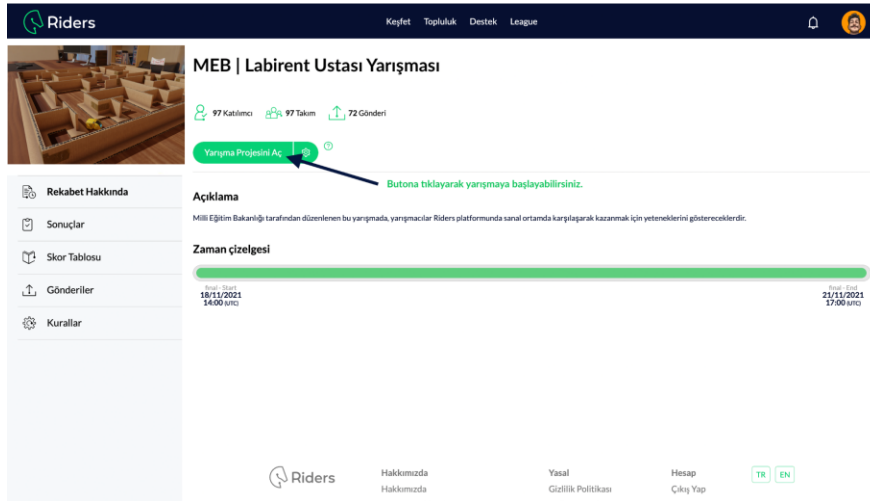 Riders
Keşfet Topluluk Destek League
MEB | Labirent Ustası Yarışması
97 Katılımcı 97 Takım 72 Gönderi
Yarışma Projesini Aç
Butona tıklayarak yarışmaya başlayabilirsiniz.
Rekabet Hakkında
Sonuçlar
Skor Tablosu
Gönderiler
Kurallar
Açıklama
Milli Eğitim Bakanlığı tarafından düzenlenen bu yarışmada, yarışmacılar Riders platformunda sanal ortamda karşılaşarak kazanmak için yeteneklerini göstereceklerdir.
Zaman çizelgesi
final - Start
18/11/2021
14:00 (UTC)
final - End
21/11/2021
17:00 (UTC)
Riders
Hakkımızda
Hakkımızda
Yasal
Gizlilik Politikası
Hesap
Çıkış Yap
TR EN